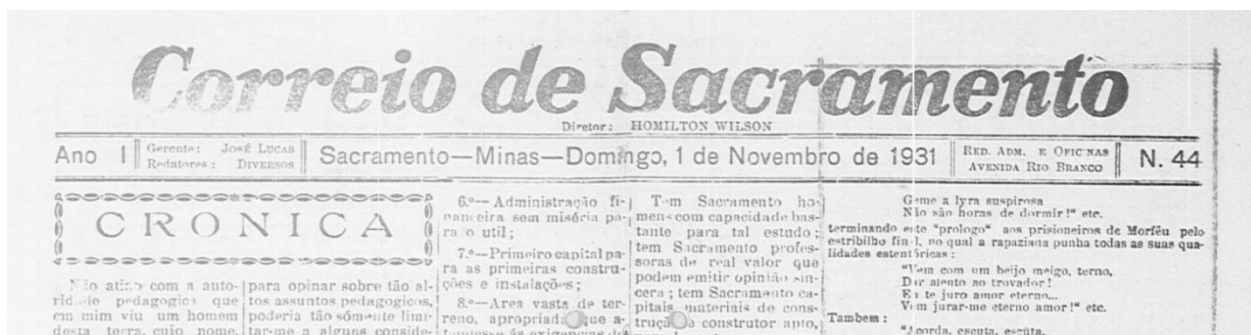 Correio de Sacramento
Diretor: HOMILTON WILSON
Ano I
Gerente: José Lucas
Redatores: Diversos
Sacramento—Minas—Domingo, 1 de Novembro de 1931
Red. Adm. e Oficinas
Avenida Rio Branco
N. 44
CRONICA
Não atino com a auto-
ridade pedagogica que
em mim viu um homem
desta terra, cujo nome,
para opinar sobre tão al-
tos assuntos pedagogicos,
poderia tão sómente limi-
tar-me a alguns conside-
6.º—Administração fi-
nanceira sem miséria pa-
ra o util;
7.º—Primeiro capital pa-
ra as primeiras constru-
ções e instalações;
8.º—Area vasta de ter-
reno, apropriada que a-
Tem Sacramento ho-
mens com capacidade bas-
tante para tal estudo;
tem Sacramento profes-
soras de real valor que
podem emitir opinião sin-
cera; tem Sacramento ca-
pitais materiais de cons-
trução construtor apto,
Geme a lyra suspirosa
Não são horas de dormir!" etc.
terminando este "prologo" aos prisioneiros de Morféu pelo
estribilho final, no qual a rapaziada punha todas as suas qua-
lidades estentóricas:
"Vem com um beijo meigo, terno,
Dar alento ao trovador!
Eu te juro amor eterno...
Vem jurar-me eterno amor!" etc.
Tambem:
"Acorda, escuta, escúta,